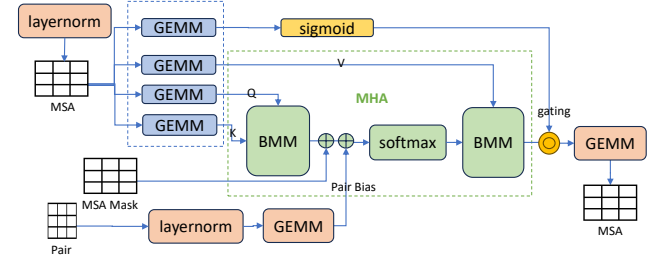 layernorm
GEMM
sigmoid
GEMM
V
MSA
GEMM
Q
MHA
gating
GEMM
K
BMM
softmax
BMM
GEMM
MSA Mask
Pair Bias
MSA
layernorm
GEMM
Pair